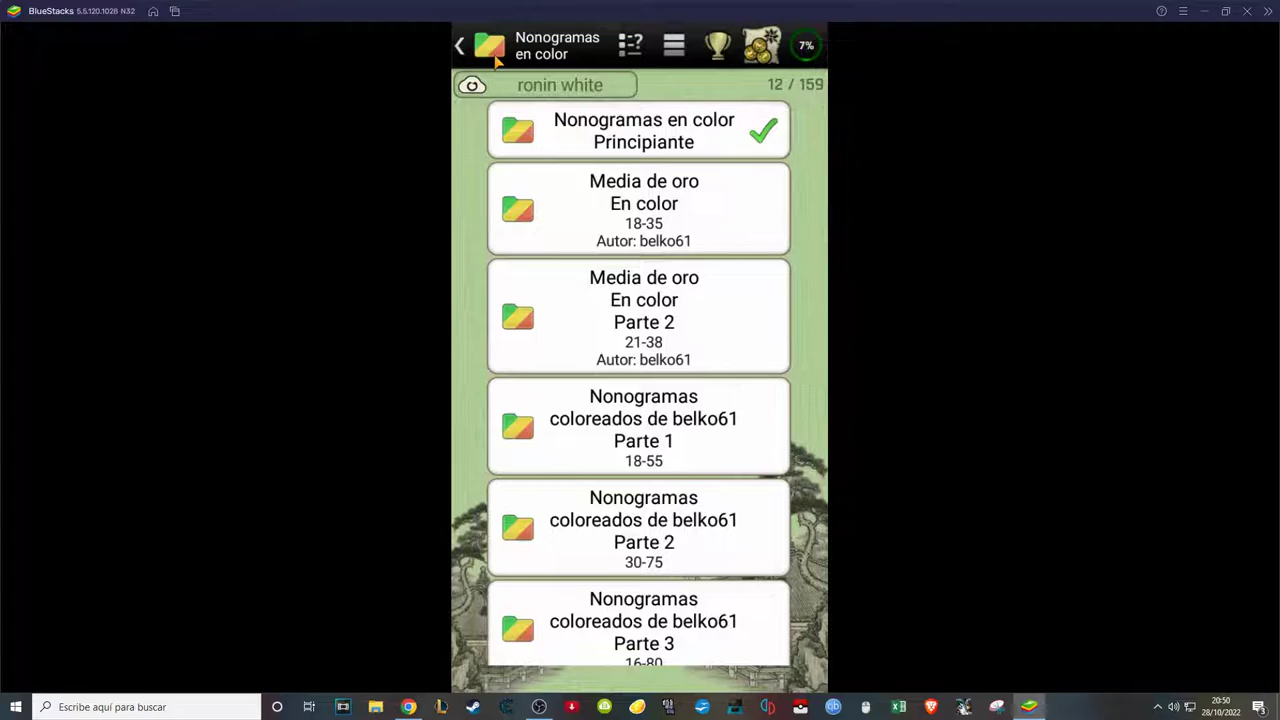 BlueStacks 5.5.120.1028 N32
Nonogramas
en color
7%
ronin white
12 / 159
Nonogramas en color
Principiante
Media de oro
En color
18-35
Autor: belko61
Media de oro
En color
Parte 2
21-38
Autor: belko61
Nonogramas
coloreados de belko61
Parte 1
18-55
Nonogramas
coloreados de belko61
Parte 2
30-75
Nonogramas
coloreados de belko61
Parte 3
16-80
Escribe aquí para buscar
20:50
28/10/2022